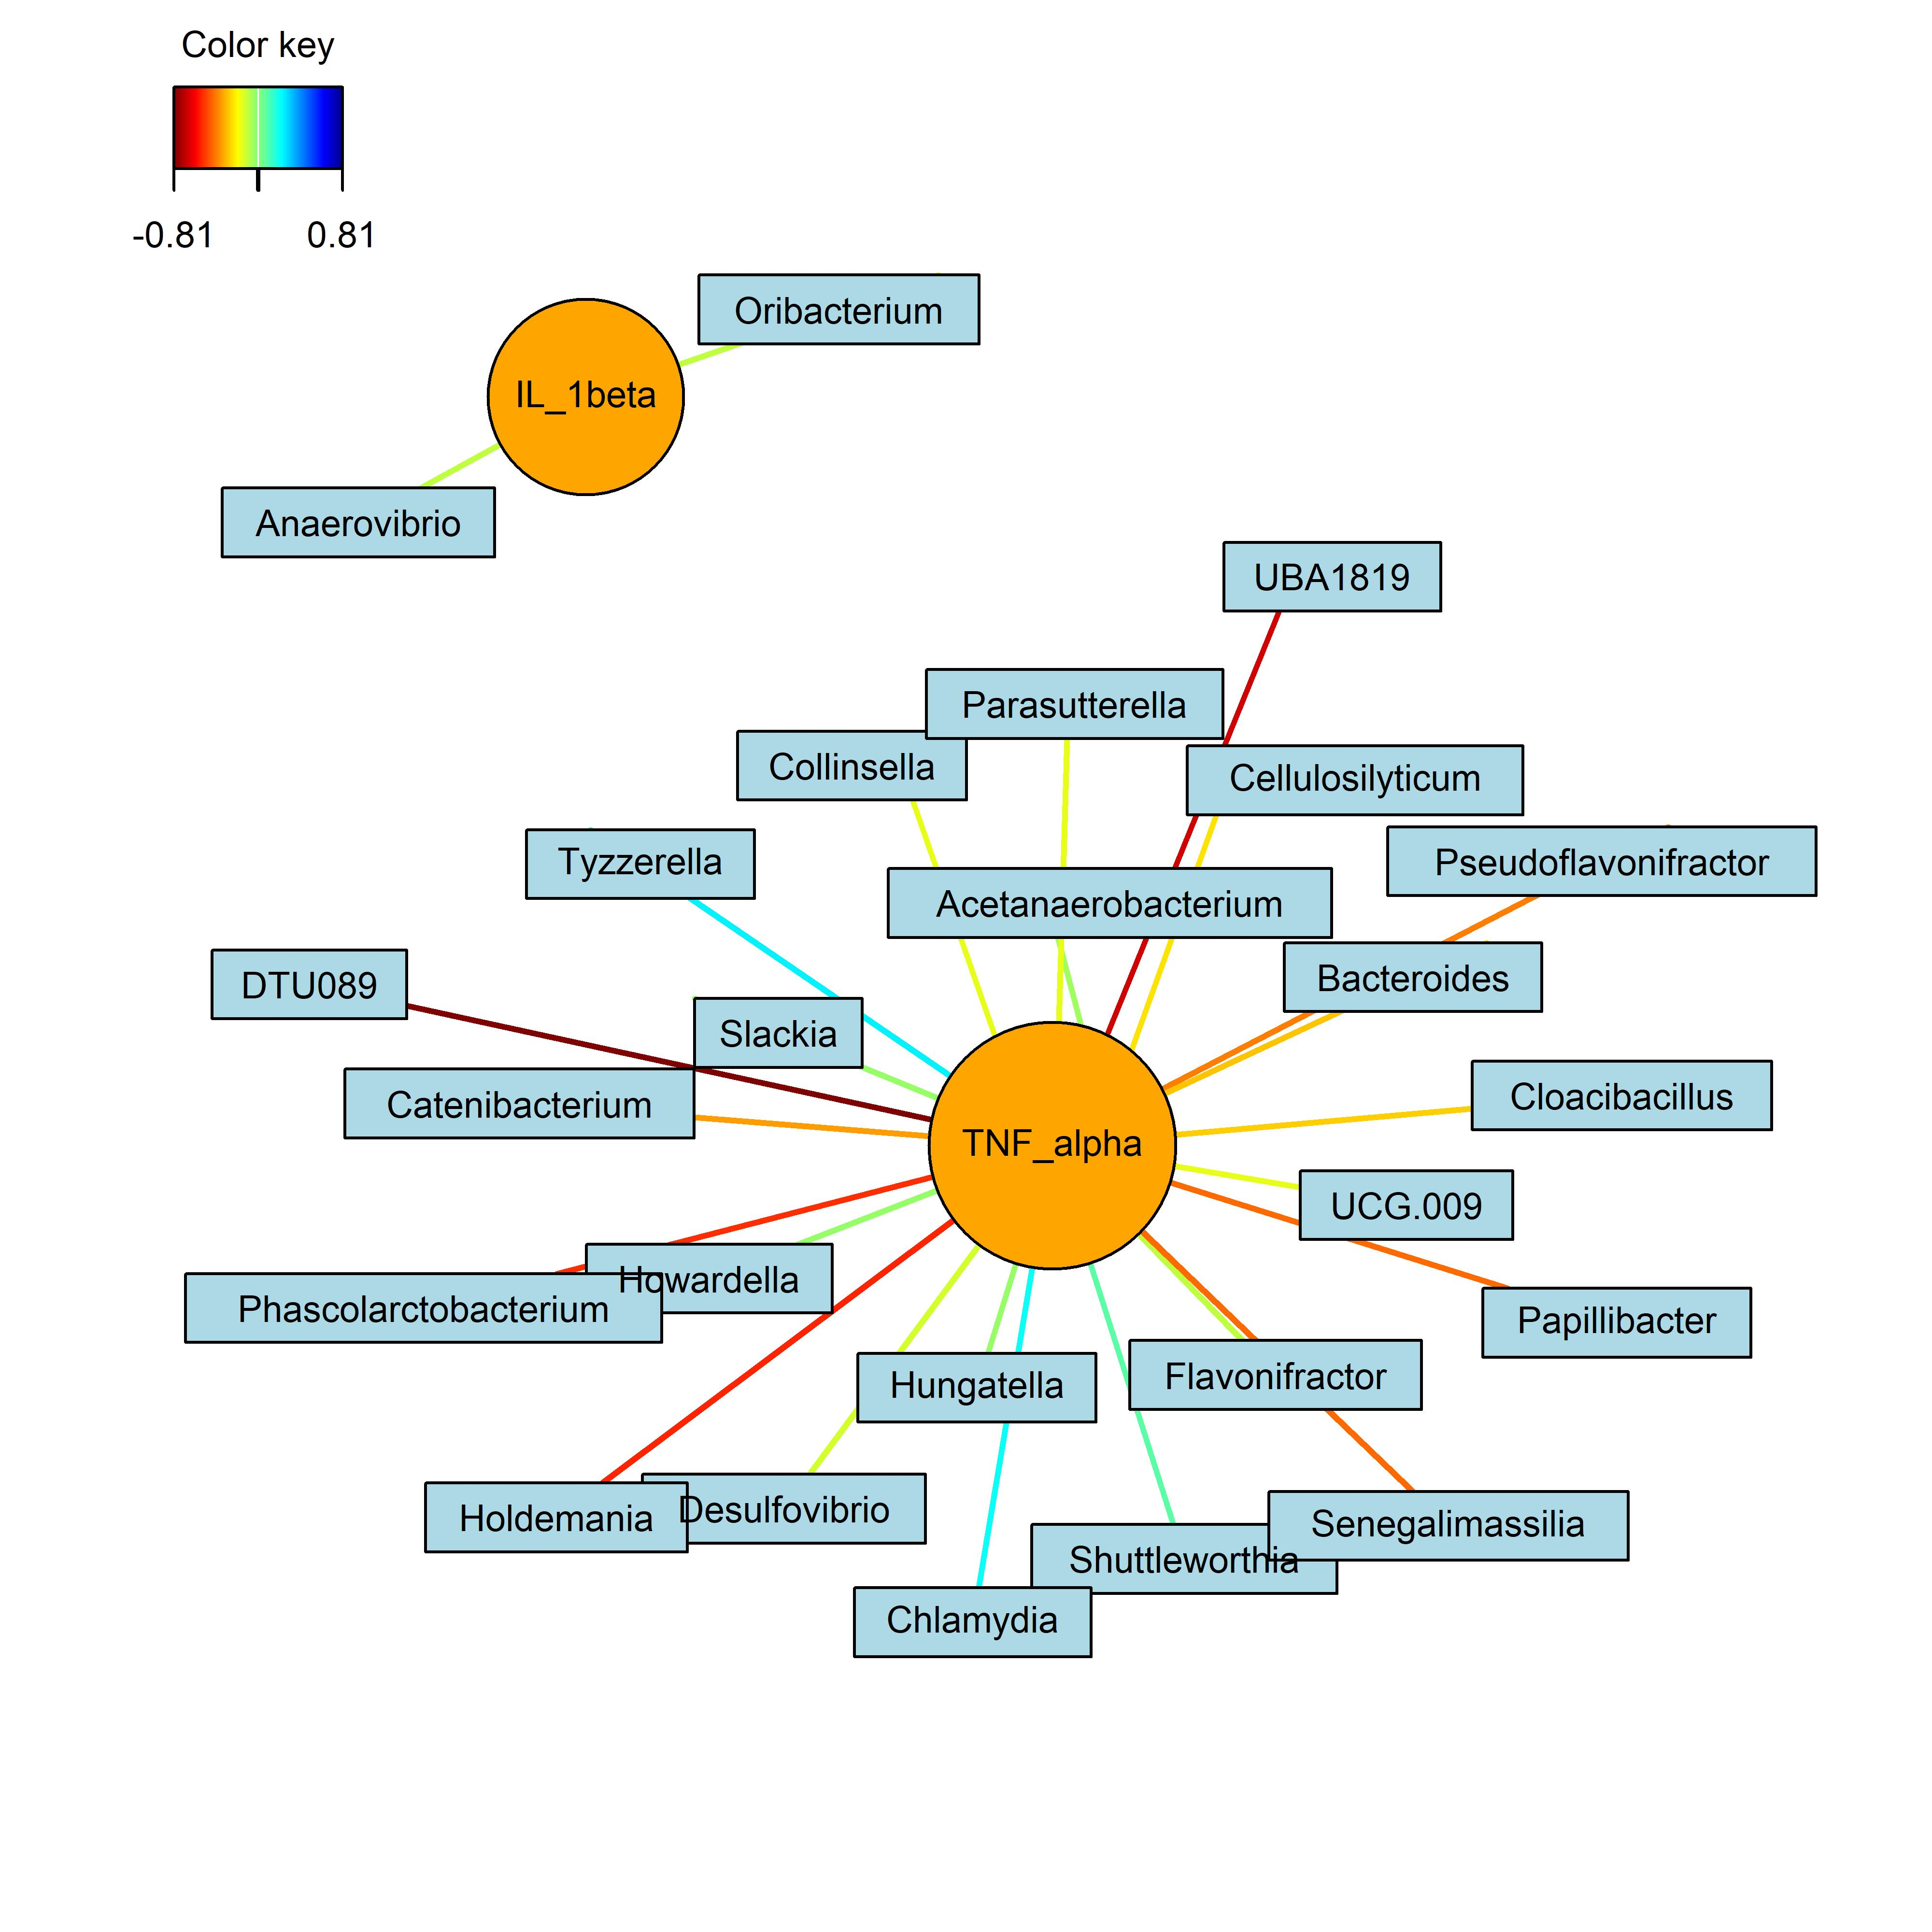 Color key
-0.81 0.81
Oribacterium
IL_1beta
Anaerovibrio
UBA1819
Parasutterella
Collinsella
Cellulosilyticum
Tyzzerella
Pseudoflavonifractor
Acetanaerobacterium
DTU089
Bacteroides
Slackia
Catenibacterium
Cloacibacillus
TNF_alpha
UCG.009
Howardella
Phascolarctobacterium
Papillibacter
Hungatella
Flavonifractor
Holdemania
Desulfovibrio
Senegalimassilia
Shuttleworthia
Chlamydia